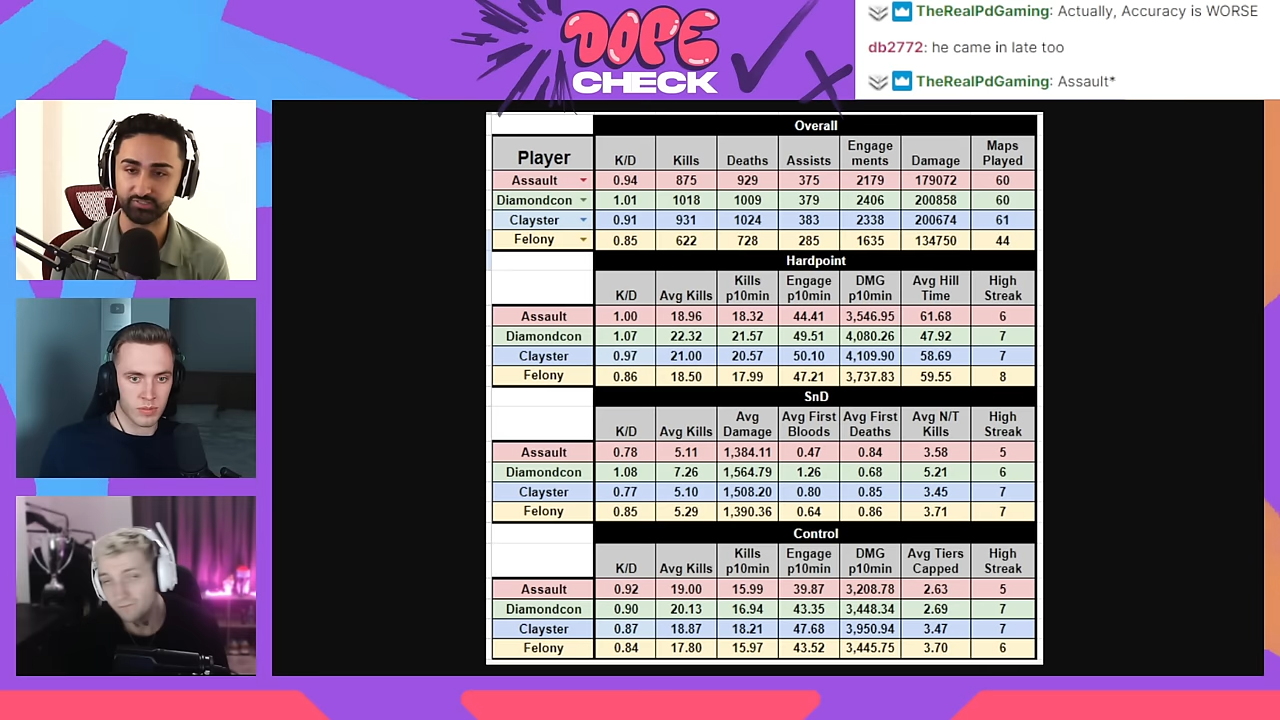 DOPE
CHECK
TheRealPdGaming: Actually, Accuracy is WORSE
db2772: he came in late too
TheRealPdGaming: Assault*
Overall
Player K/D Kills Deaths Assists Engage ments Damage Maps Played
Assault 0.94 875 929 375 2179 179072 60
Diamondcon 1.01 1018 1009 379 2406 200858 60
Clayster 0.91 931 1024 383 2338 200674 61
Felony 0.85 622 728 285 1635 134750 44
Hardpoint
K/D Avg Kills Kills p10min Engage p10min DMG p10min Avg Hill Time High Streak
Assault 1.00 18.96 18.32 44.41 3,546.95 61.68 6
Diamondcon 1.07 22.32 21.57 49.51 4,080.26 47.92 7
Clayster 0.97 21.00 20.57 50.10 4,109.90 58.69 7
Felony 0.86 18.50 17.99 47.21 3,737.83 59.55 8
SnD
K/D Avg Kills Avg Damage Avg First Bloods Avg First Deaths Avg N/T Kills High Streak
Assault 0.78 5.11 1,384.11 0.47 0.84 3.58 5
Diamondcon 1.08 7.26 1,564.79 1.26 0.68 5.21 6
Clayster 0.77 5.10 1,508.20 0.80 0.85 3.45 7
Felony 0.85 5.29 1,390.36 0.64 0.86 3.71 7
Control
K/D Avg Kills Kills p10min Engage p10min DMG p10min Avg Tiers Capped High Streak
Assault 0.92 19.00 15.99 39.87 3,208.78 2.63 5
Diamondcon 0.90 20.13 16.94 43.35 3,448.34 2.69 7
Clayster 0.87 18.87 18.21 47.68 3,950.94 3.47 7
Felony 0.84 17.80 15.97 43.52 3,445.75 3.70 6